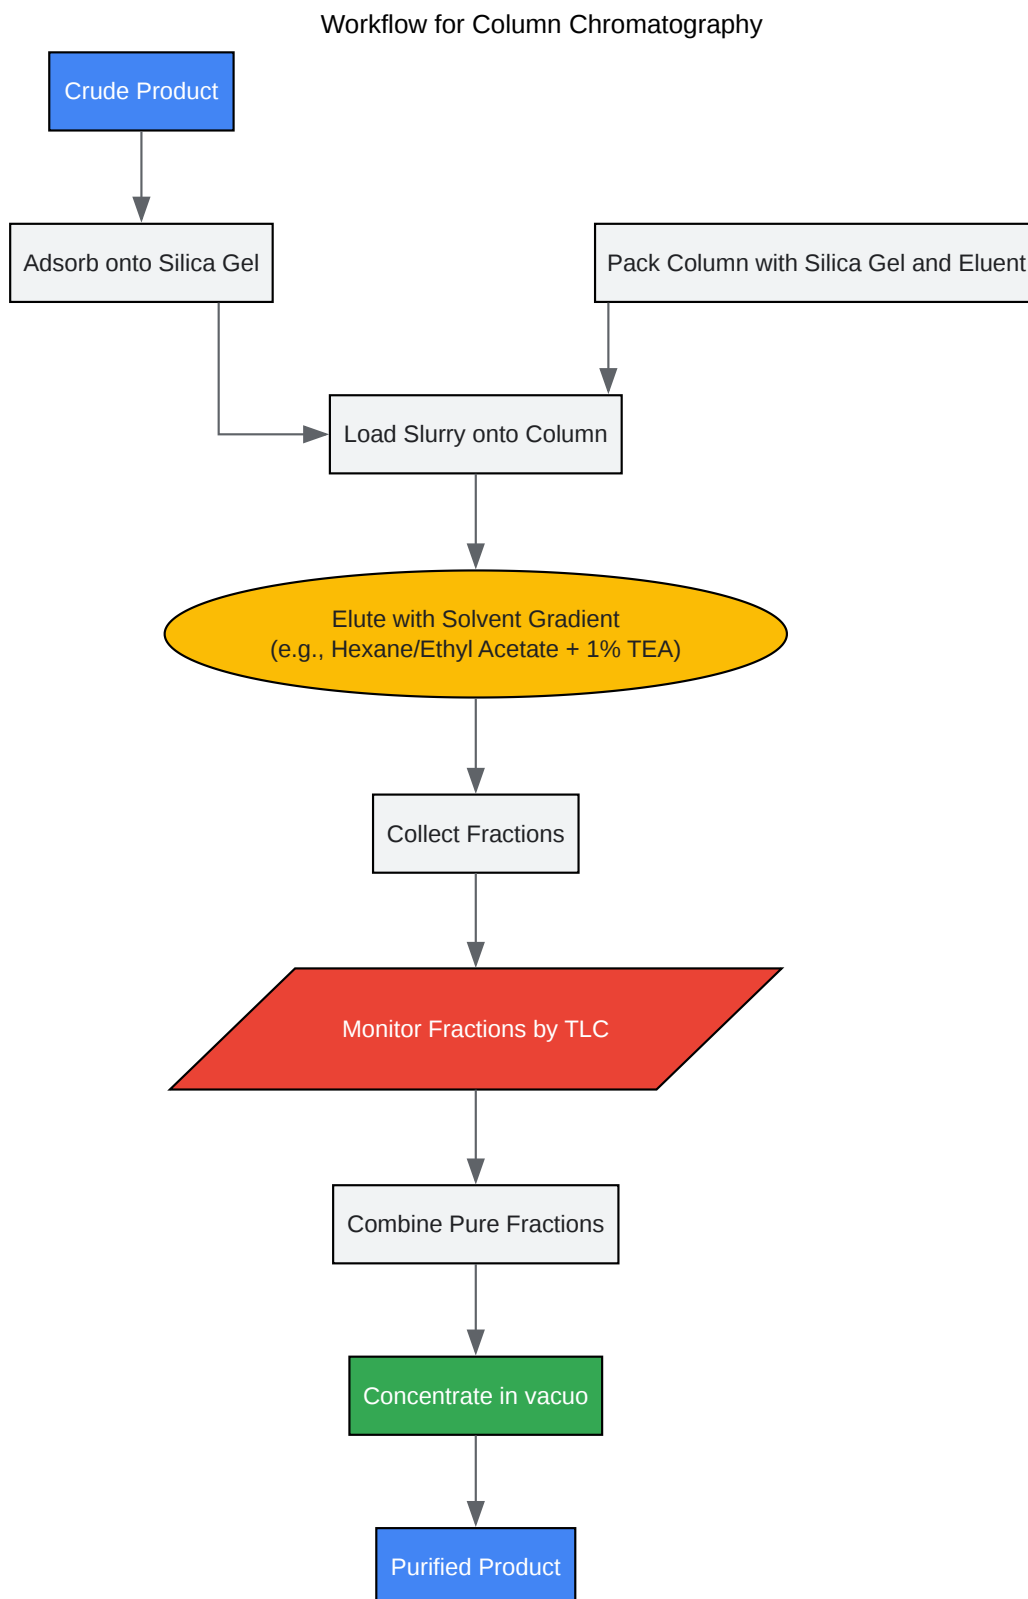 Workflow for Column Chromatography
Crude Product
Adsorb onto Silica Gel
Pack Column with Silica Gel and Eluent
Load Slurry onto Column
Elute with Solvent Gradient
(e.g., Hexane/Ethyl Acetate + 1% TEA)
Collect Fractions
Monitor Fractions by TLC
Combine Pure Fractions
Concentrate in vacuo
Purified Product